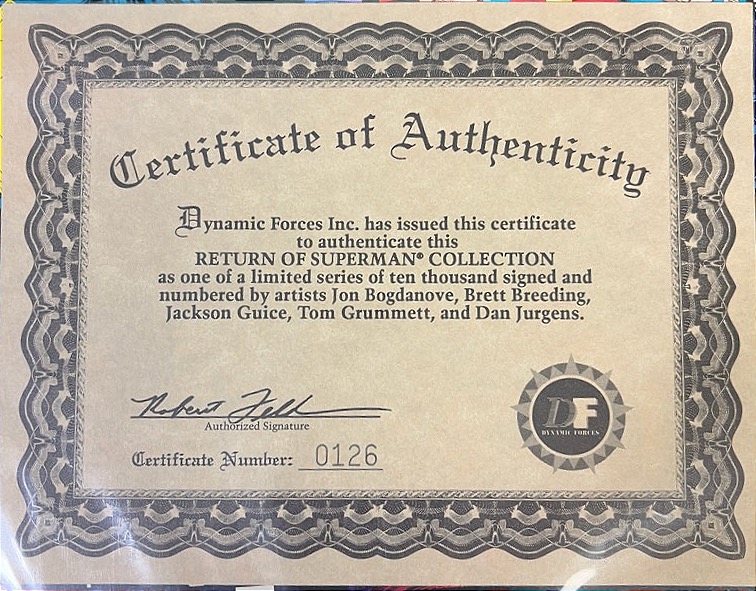 Certificate of Authenticity
Dynamic Forces Inc. has issued this certificate
to authenticate this
RETURN OF SUPERMAN® COLLECTION
as one of a limited series of ten thousand signed and
numbered by artists Jon Bogdanove, Brett Breeding,
Jackson Guice, Tom Grummett, and Dan Jurgens.
Authorized Signature
Certificate Number: 0126
DF
DYNAMIC FORCES